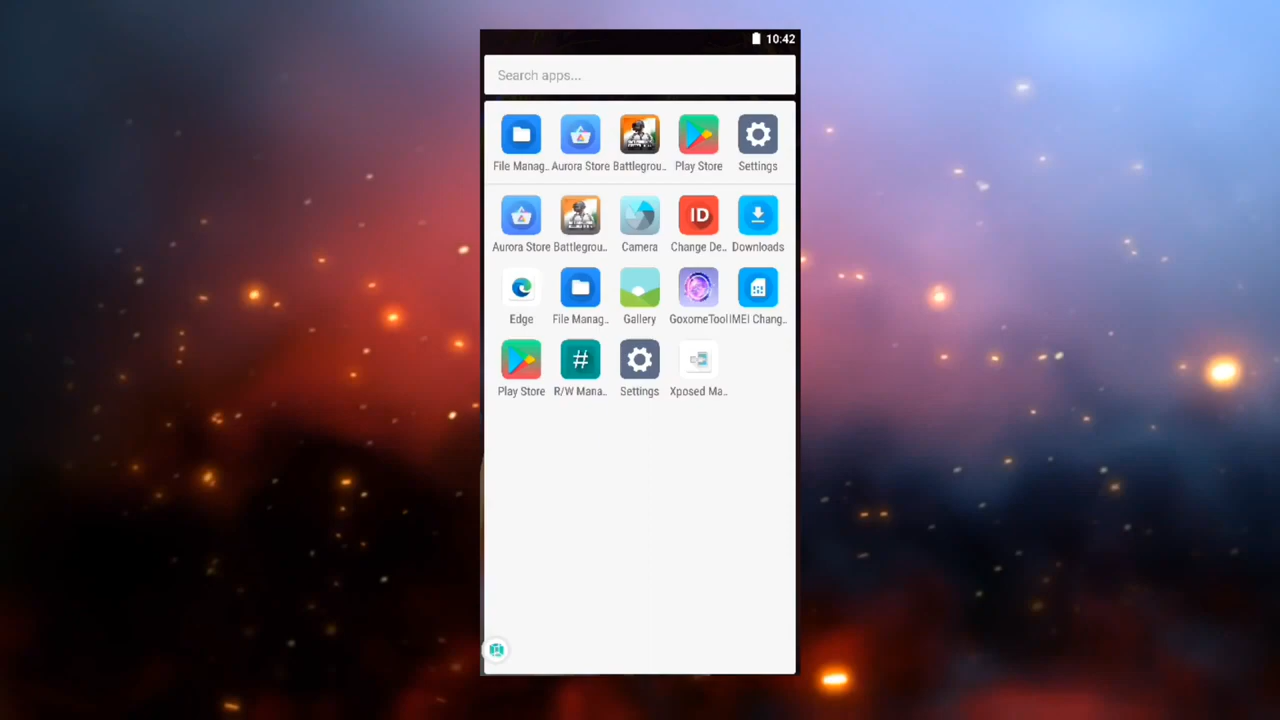 10:42
Search apps...
File Manag.. Aurora Store Battlegrou.. Play Store Settings
Aurora Store Battlegrou.. Camera Change De.. Downloads
ID
Edge File Manag.. Gallery GoxomeTool IMEI Chang..
Play Store R/W Mana.. Settings Xposed Ma..
#